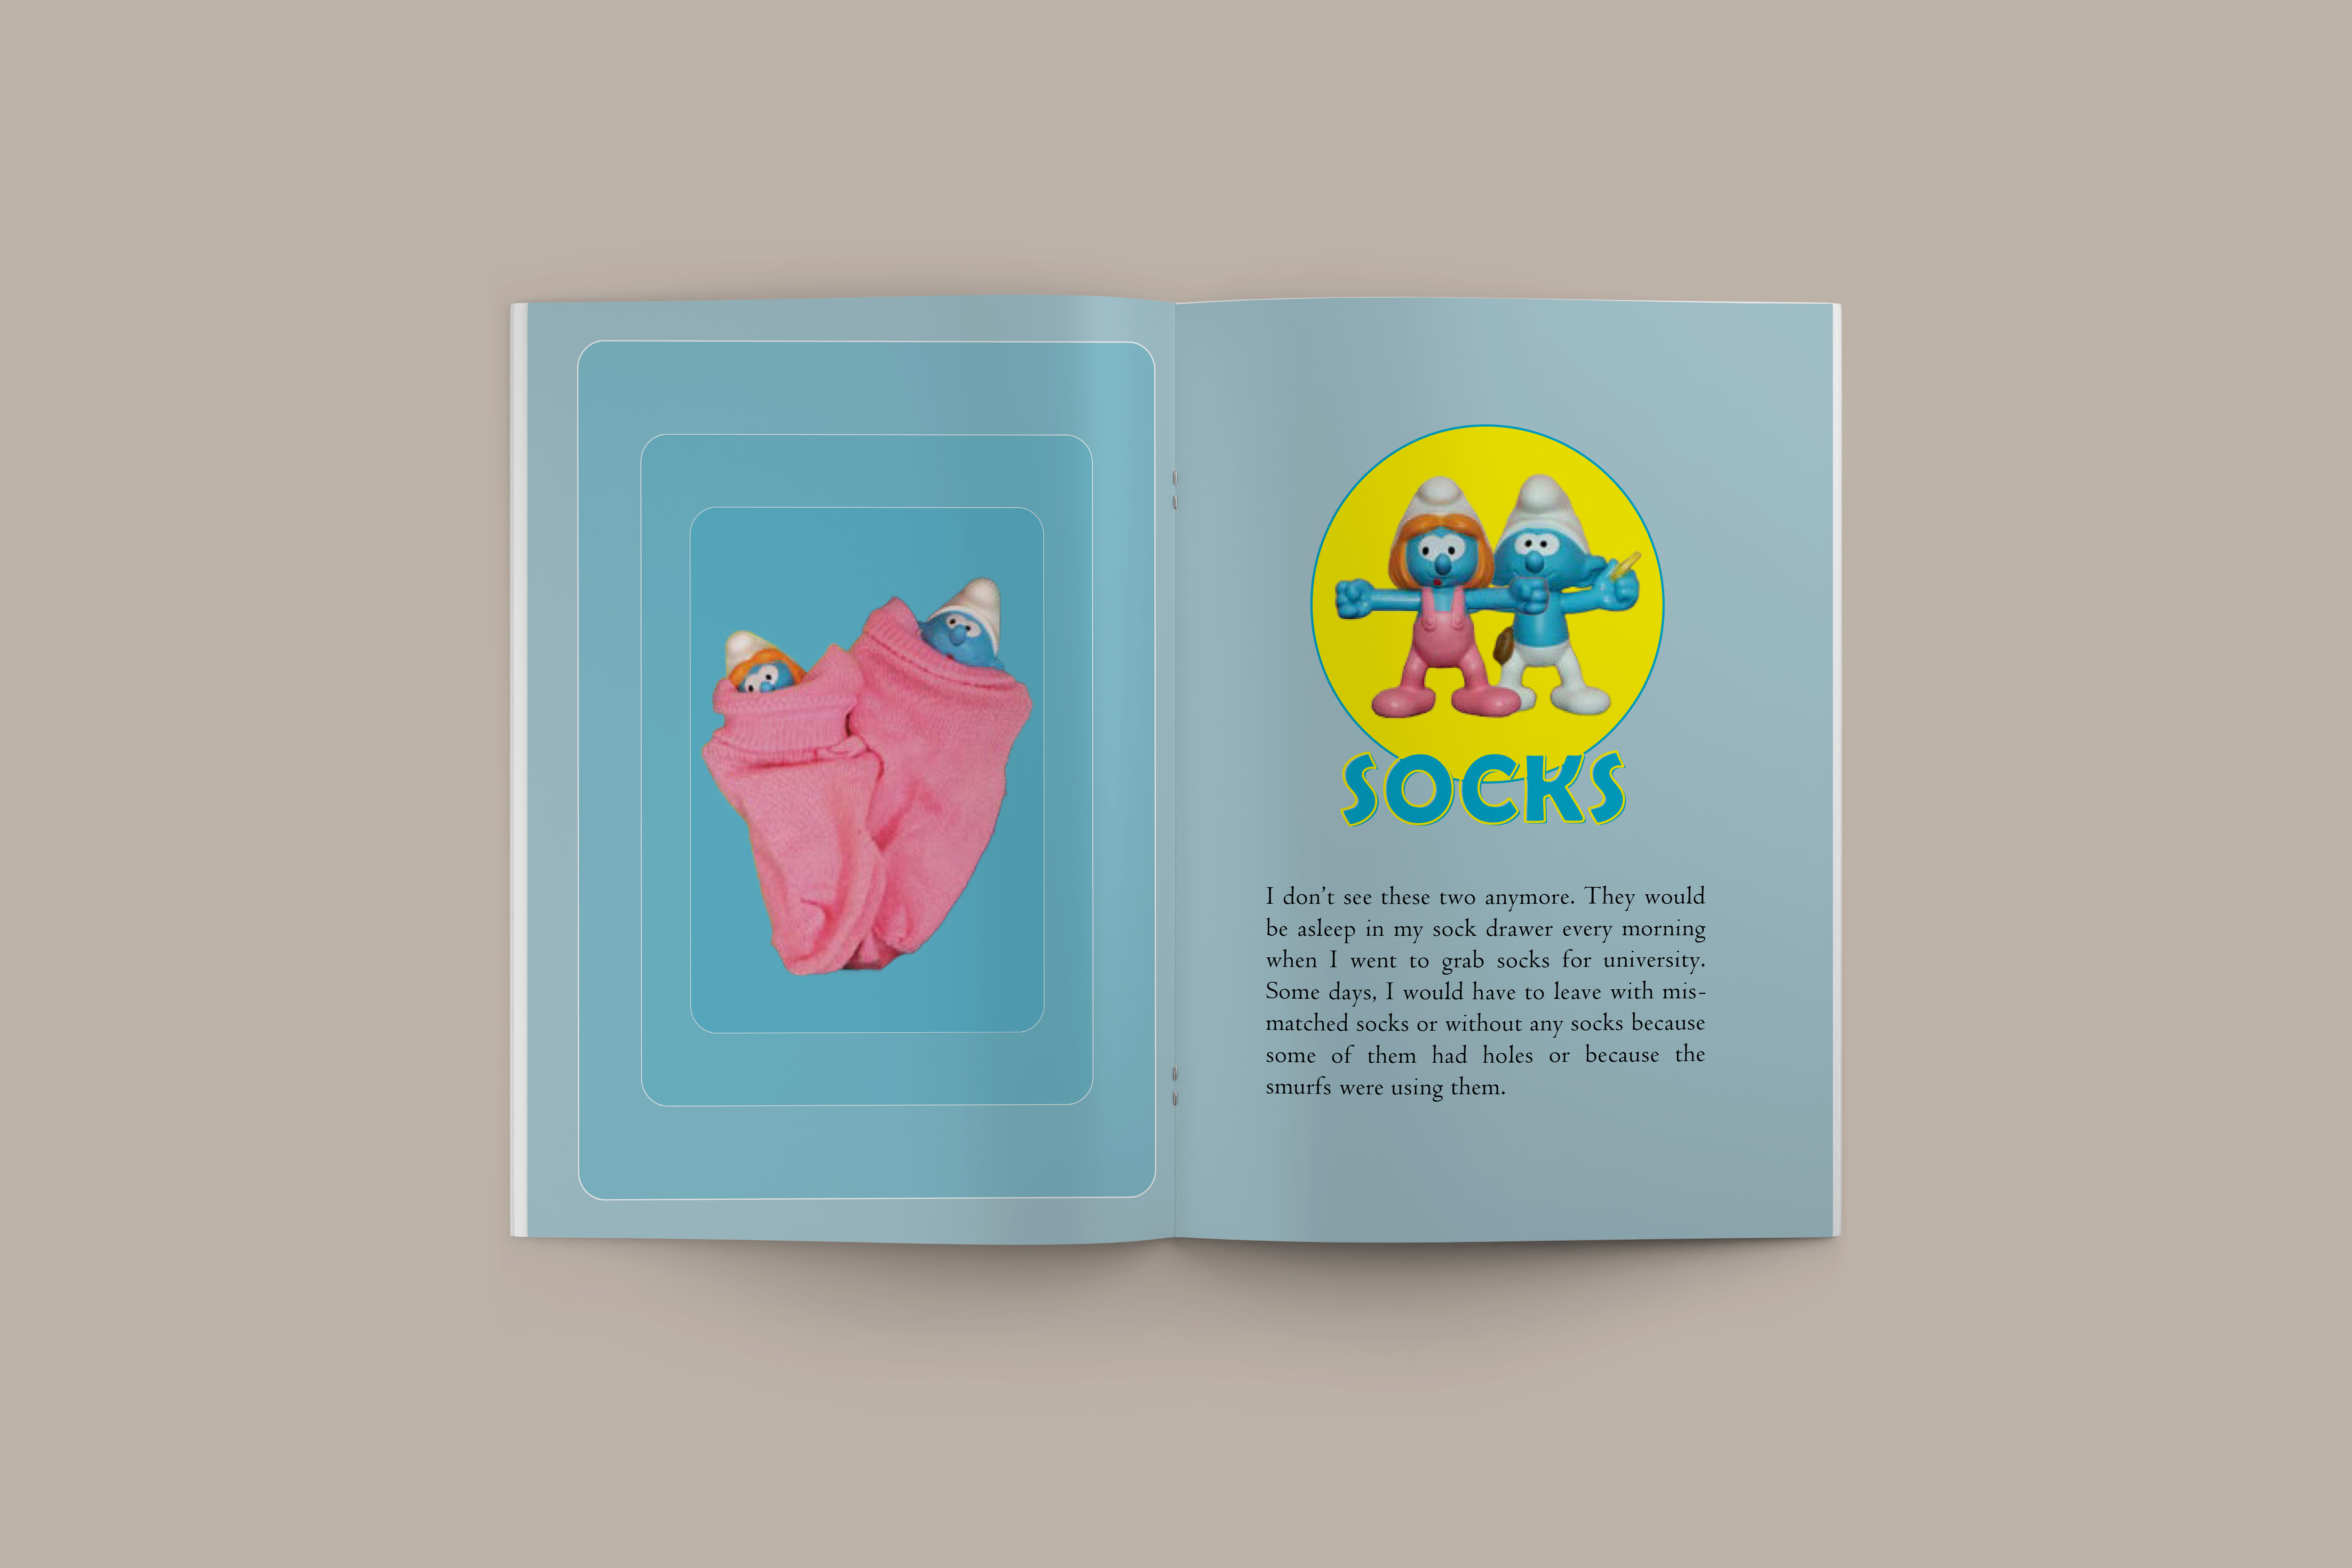 SOCKS
I don't see these two anymore. They would
be asleep in my sock drawer every morning
when I went to grab socks for university.
Some days, I would have to leave with mis-
matched socks or without any socks because
some of them had holes or because the
smurfs were using them.